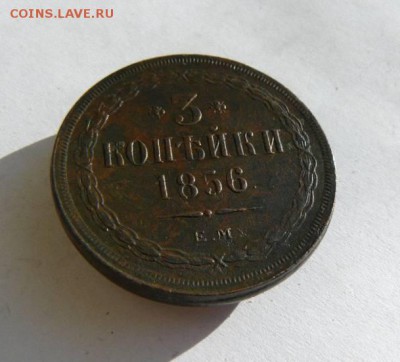 COINS.LAVE.RU
3
КОПѢЙКИ
1856.
Е.М.